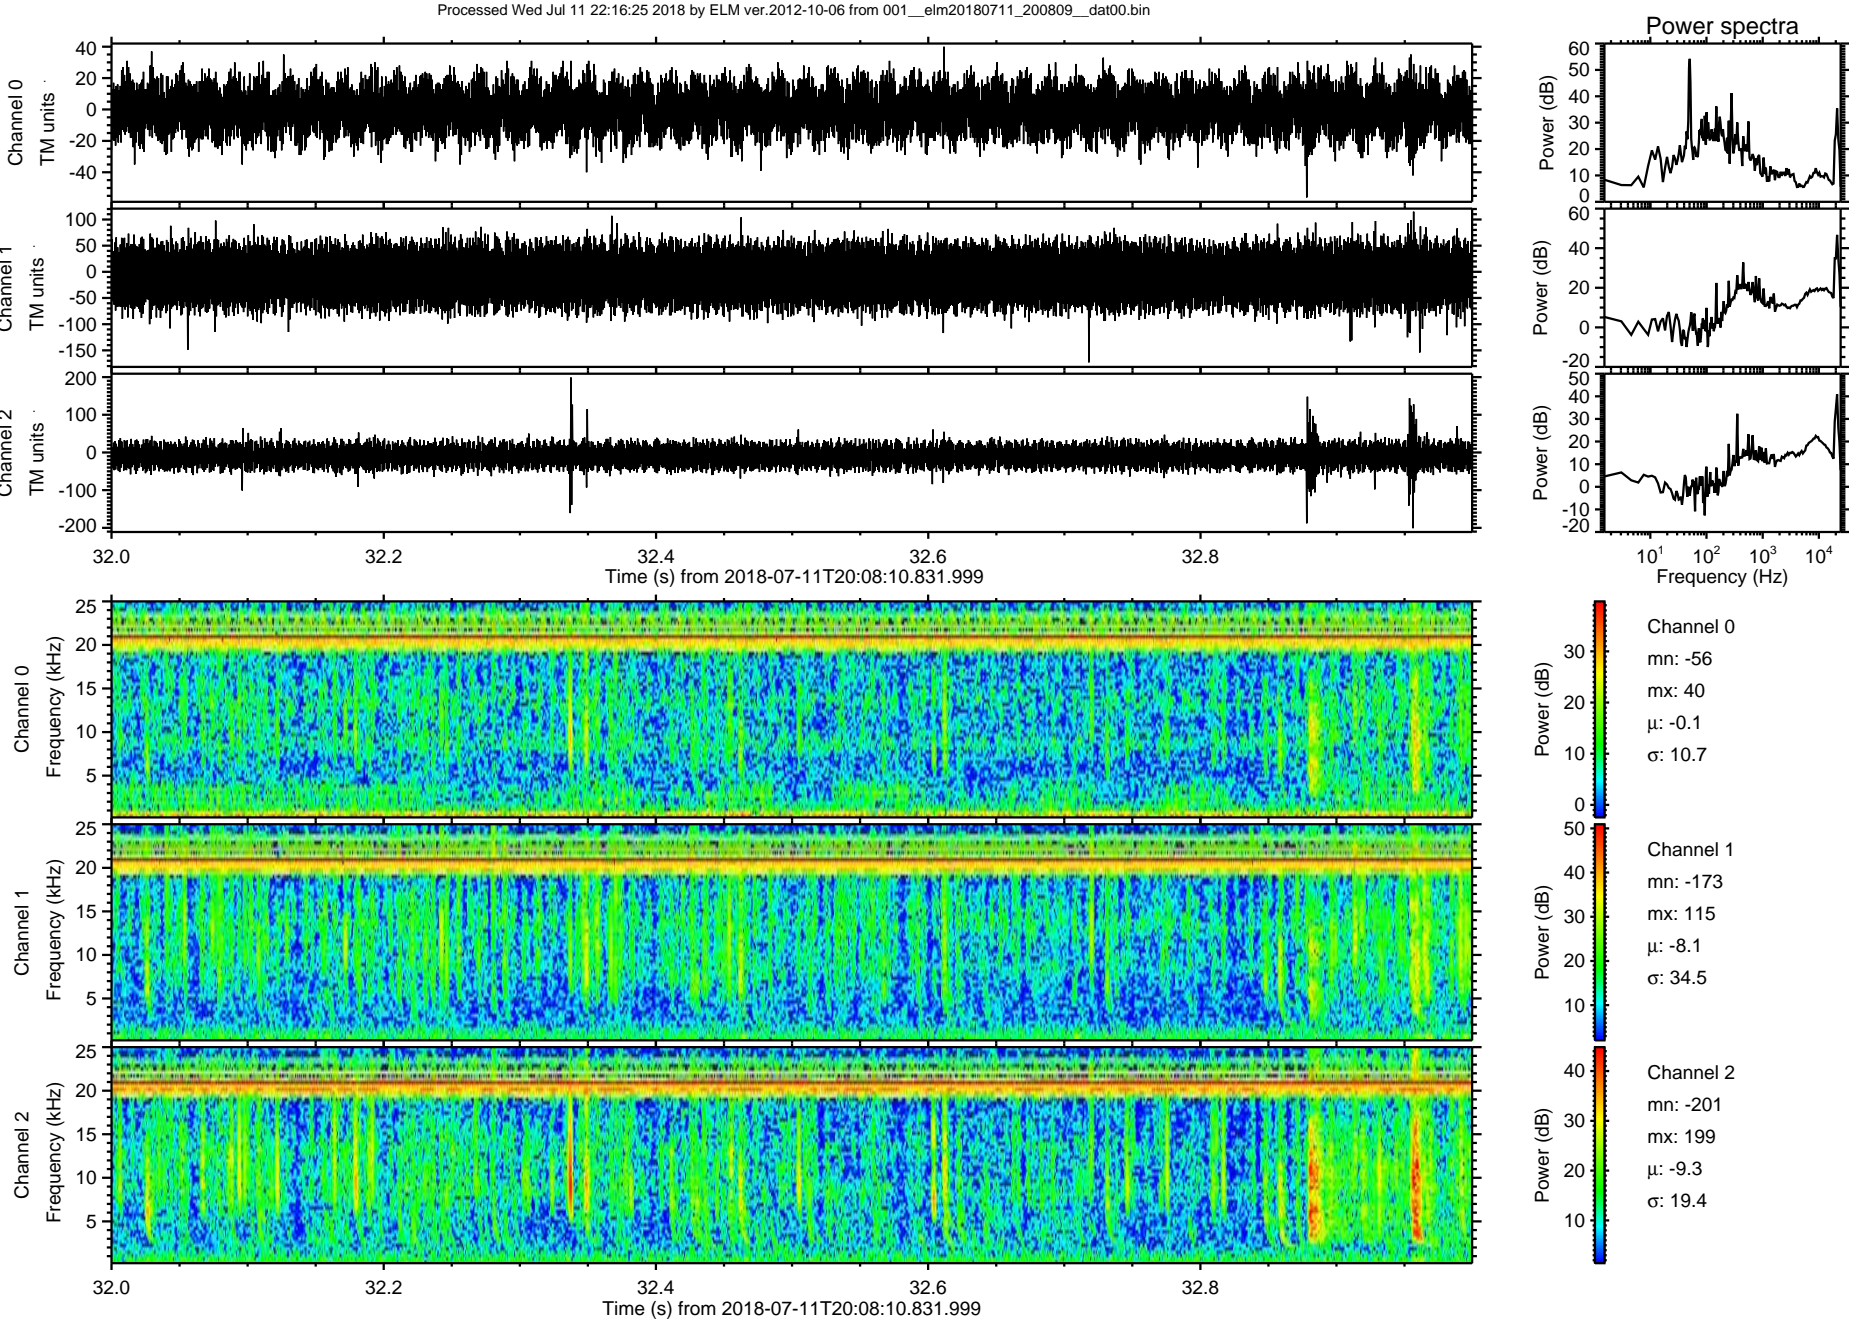 Processed Wed Jul 11 22:16:25 2018 by ELM ver.2012-10-06 from 001__elm20180711_200809__dat00.bin
Power spectra
Channel 0
TM units
40
20
0
-20
-40
Power (dB)
60
50
40
30
20
10
0
Channel 1
TM units
100
50
0
-50
-100
-150
Power (dB)
60
40
20
0
-20
Channel 2
TM units
200
100
0
-100
-200
Power (dB)
50
40
30
20
10
0
-10
-20
32.0 32.2 32.4 32.6 32.8
Time (s) from 2018-07-11T20:08:10.831.999
10¹ 10² 10³ 10⁴
Frequency (Hz)
Channel 0
Frequency (kHz)
25
20
15
10
5
Power (dB)
30
20
10
0
Channel 0
mn: -56
mx: 40
μ: -0.1
σ: 10.7
Channel 1
Frequency (kHz)
25
20
15
10
5
Power (dB)
50
40
30
20
10
Channel 1
mn: -173
mx: 115
μ: -8.1
σ: 34.5
Channel 2
Frequency (kHz)
25
20
15
10
5
Power (dB)
40
30
20
10
Channel 2
mn: -201
mx: 199
μ: -9.3
σ: 19.4
32.0 32.2 32.4 32.6 32.8
Time (s) from 2018-07-11T20:08:10.831.999